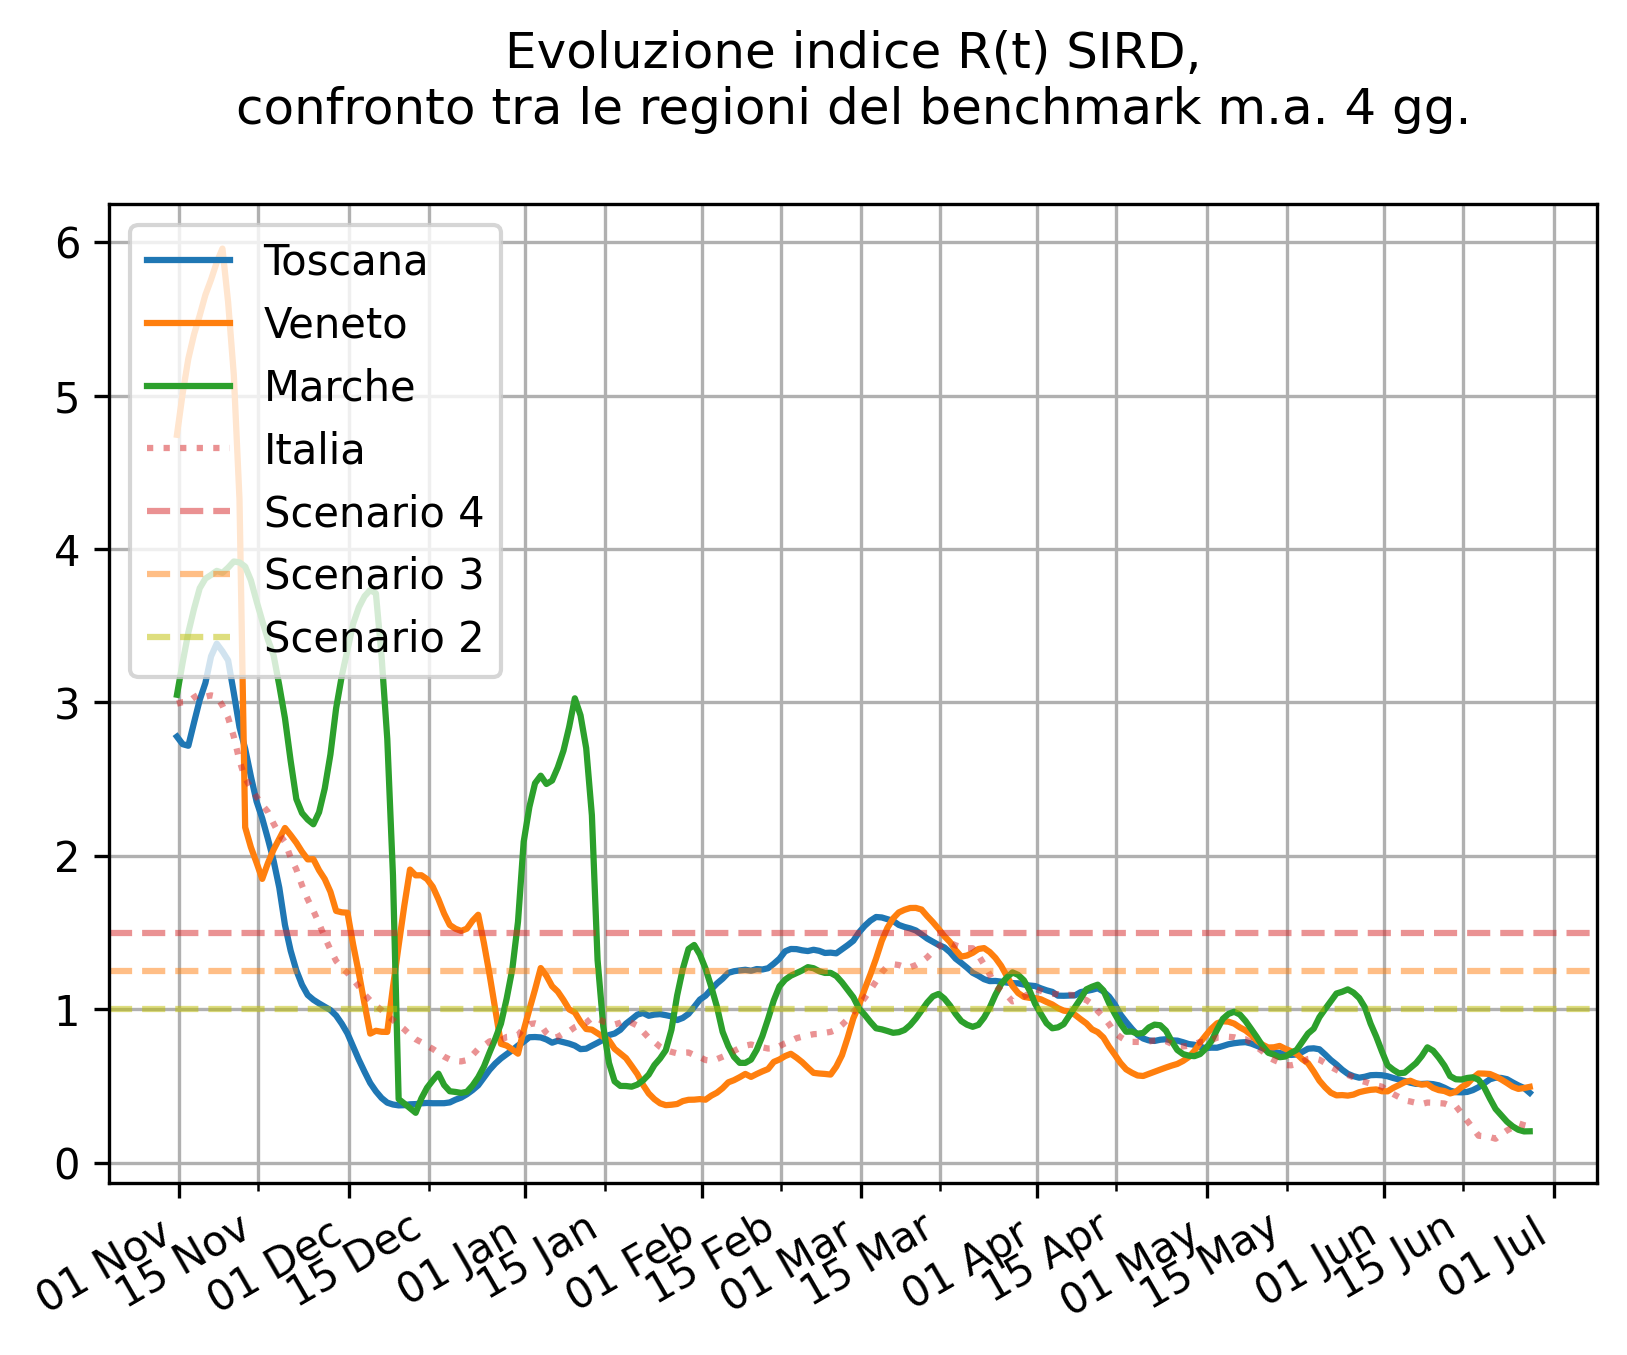 Evoluzione indice R(t) SIRD,
confronto tra le regioni del benchmark m.a. 4 gg.
6
5
4
3
2
1
0
Toscana
Veneto
Marche
Italia
Scenario 4
Scenario 3
Scenario 2
01 Nov
15 Nov
01 Dec
15 Dec
01 Jan
15 Jan
01 Feb
15 Feb
01 Mar
15 Mar
01 Apr
15 Apr
01 May
15 May
01 Jun
15 Jun
01 Jul